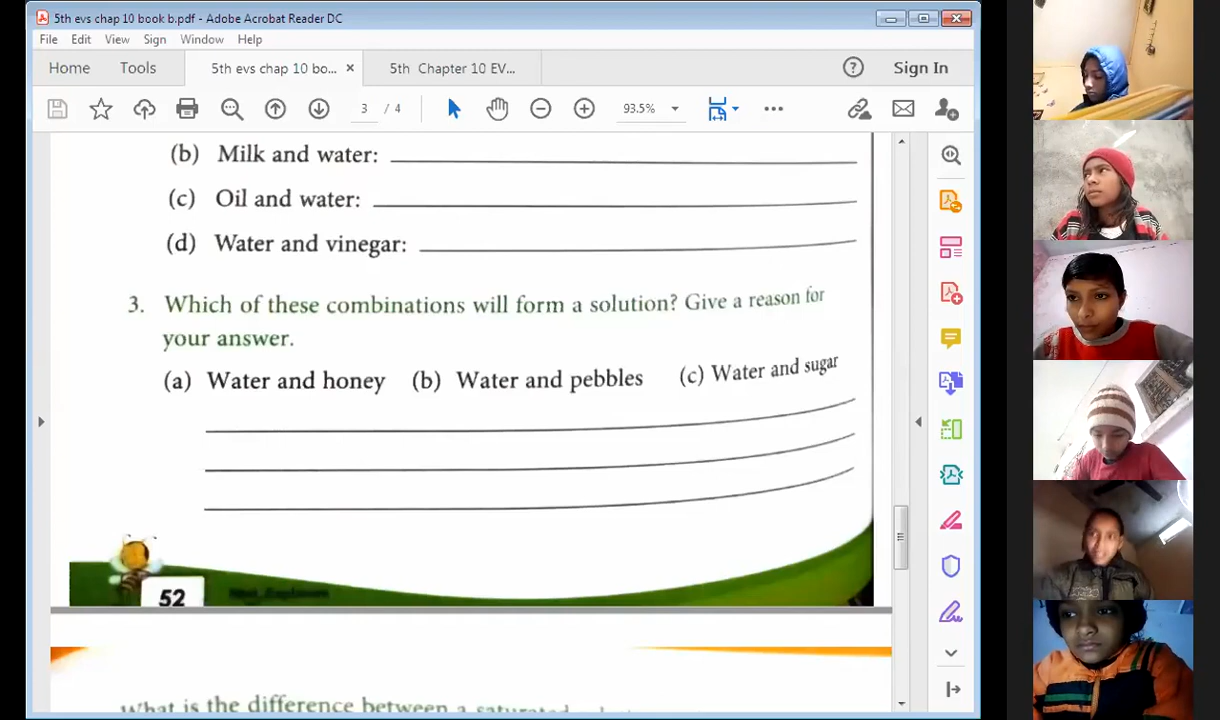 5th evs chap 10 book b.pdf - Adobe Acrobat Reader DC
File Edit View Sign Window Help
Home Tools 5th evs chap 10 bo... × 5th Chapter 10 EV... ? Sign In
3 / 4 93.5%
(b) Milk and water:
(c) Oil and water:
(d) Water and vinegar:
3. Which of these combinations will form a solution? Give a reason for
your answer.
(a) Water and honey (b) Water and pebbles (c) Water and sugar
52
What is the difference between a saturated